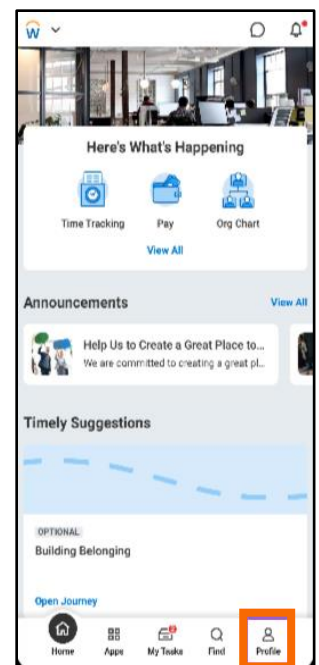 Here's What's Happening
Time Tracking
Pay
Org Chart
View All
Announcements
View All
Help Us to Create a Great Place to...
We are committed to creating a great pl...
Timely Suggestions
OPTIONAL
Building Belonging
Open Journey
Home
Apps
My Tasks
Find
Profile